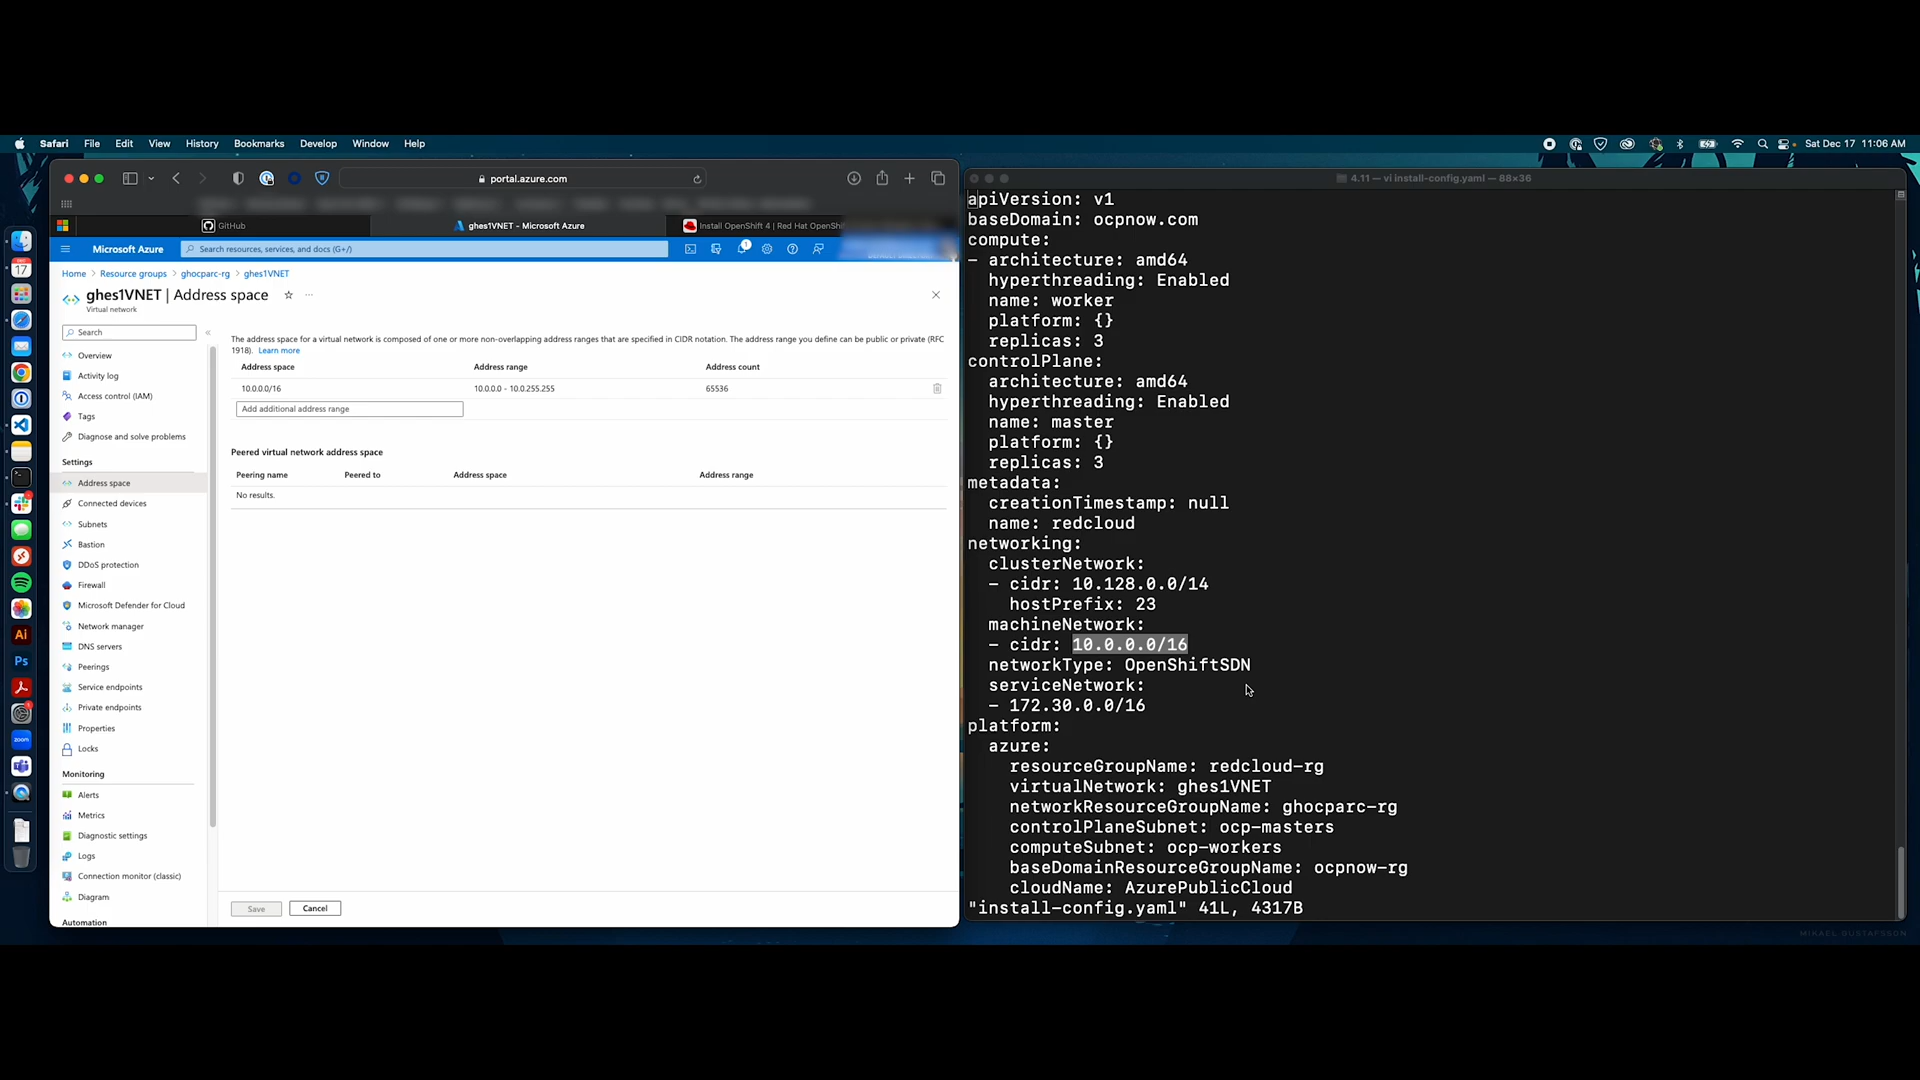 Safari File Edit View History Bookmarks Develop Window Help
Sat Dec 17 11:06 AM
portal.azure.com
GitHub
ghes1VNET - Microsoft Azure
Install OpenShift 4 | Red Hat OpenShi
Microsoft Azure
Search resources, services, and docs (G+/)
1
Home > Resource groups > ghocparc-rg > ghes1VNET
ghes1VNET | Address space
Virtual network
Search
Overview
Activity log
Access control (IAM)
Tags
Diagnose and solve problems
Settings
Address space
Connected devices
Subnets
Bastion
DDoS protection
Firewall
Microsoft Defender for Cloud
Network manager
DNS servers
Peerings
Service endpoints
Private endpoints
Properties
Locks
Monitoring
Alerts
Metrics
Diagnostic settings
Logs
Connection monitor (classic)
Diagram
Automation
The address space for a virtual network is composed of one or more non-overlapping address ranges that are specified in CIDR notation. The address range you define can be public or private (RFC
1918). Learn more
Address space Address range Address count
10.0.0.0/16 10.0.0.0 - 10.0.255.255 65536
Add additional address range
Peered virtual network address space
Peering name Peered to Address space Address range
No results.
Save Cancel
17
Ai
Ps
zoom
4.11 — vi install-config.yaml — 88×36
apiVersion: v1
baseDomain: ocpnow.com
compute:
- architecture: amd64
hyperthreading: Enabled
name: worker
platform: {}
replicas: 3
controlPlane:
architecture: amd64
hyperthreading: Enabled
name: master
platform: {}
replicas: 3
metadata:
creationTimestamp: null
name: redcloud
networking:
clusterNetwork:
- cidr: 10.128.0.0/14
hostPrefix: 23
machineNetwork:
- cidr: 10.0.0.0/16
networkType: OpenShiftSDN
serviceNetwork:
- 172.30.0.0/16
platform:
azure:
resourceGroupName: redcloud-rg
virtualNetwork: ghes1VNET
networkResourceGroupName: ghocparc-rg
controlPlaneSubnet: ocp-masters
computeSubnet: ocp-workers
baseDomainResourceGroupName: ocpnow-rg
cloudName: AzurePublicCloud
"install-config.yaml" 41L, 4317B
MIKAEL GUSTAFSSON